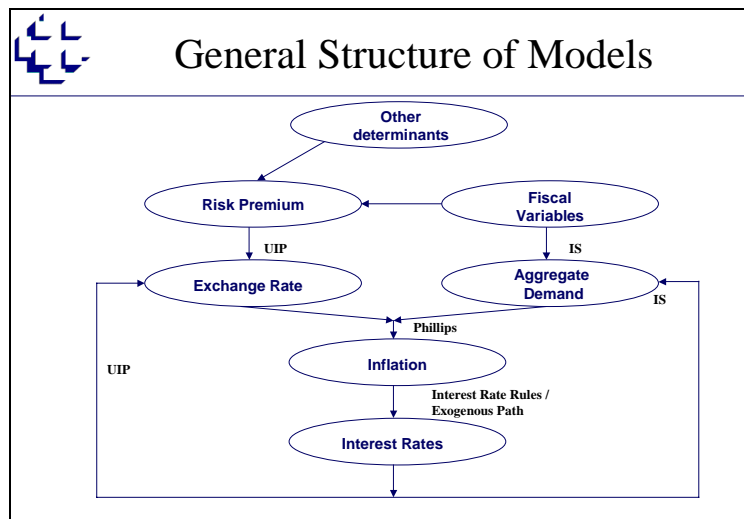 General Structure of Models
Other
determinants
Risk Premium
Fiscal
Variables
UIP
IS
Exchange Rate
Aggregate
Demand
IS
Phillips
Inflation
UIP
Interest Rate Rules /
Exogenous Path
Interest Rates